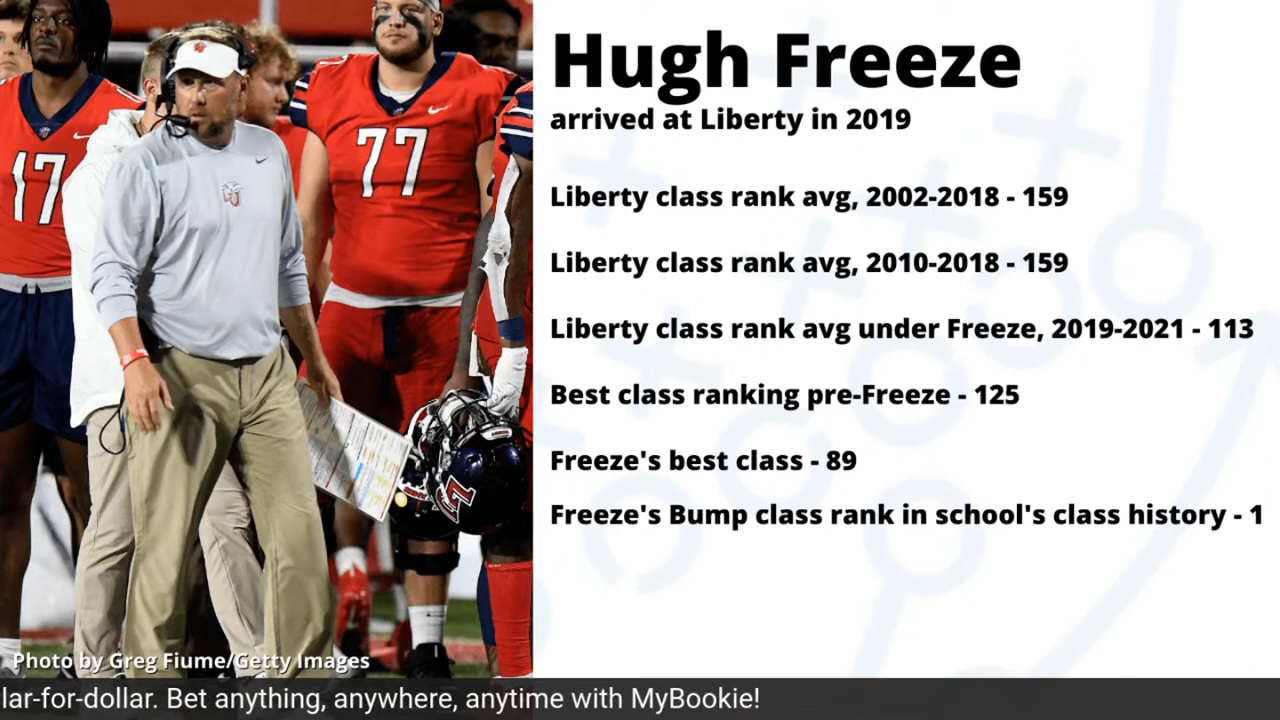 Hugh Freeze
arrived at Liberty in 2019
Liberty class rank avg, 2002-2018 - 159
Liberty class rank avg, 2010-2018 - 159
Liberty class rank avg under Freeze, 2019-2021 - 113
Best class ranking pre-Freeze - 125
Freeze's best class - 89
Freeze's Bump class rank in school's class history - 1
17
77
Photo by Greg Fiume/Getty Images
lar-for-dollar. Bet anything, anywhere, anytime with MyBookie!